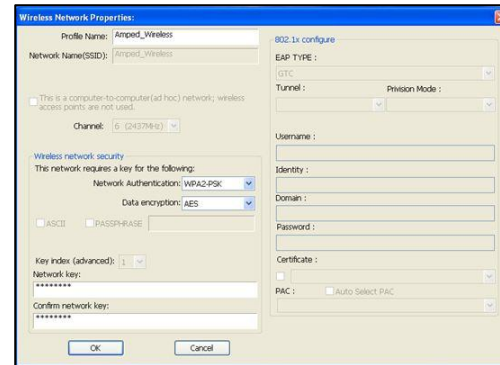 Wireless Network Properties:
Profile Name: Amped_Wireless
Network Name(SSID): Amped_Wireless
This is a computer-to-computer(ad hoc) network; wireless
access points are not used.
Channel: 6 (2437MHz)
Wireless network security
This network requires a key for the following:
Network Authentication: WPA2-PSK
Data encryption: AES
ASCII PASSPHRASE
Key index (advanced): 1
Network key:
********
Confirm network key:
********
OK Cancel
802.1x configure
EAP TYPE :
GTC
Tunnel : Privision Mode :
Username :
Identity :
Domain :
Password :
Certificate :
PAC : Auto Select PAC